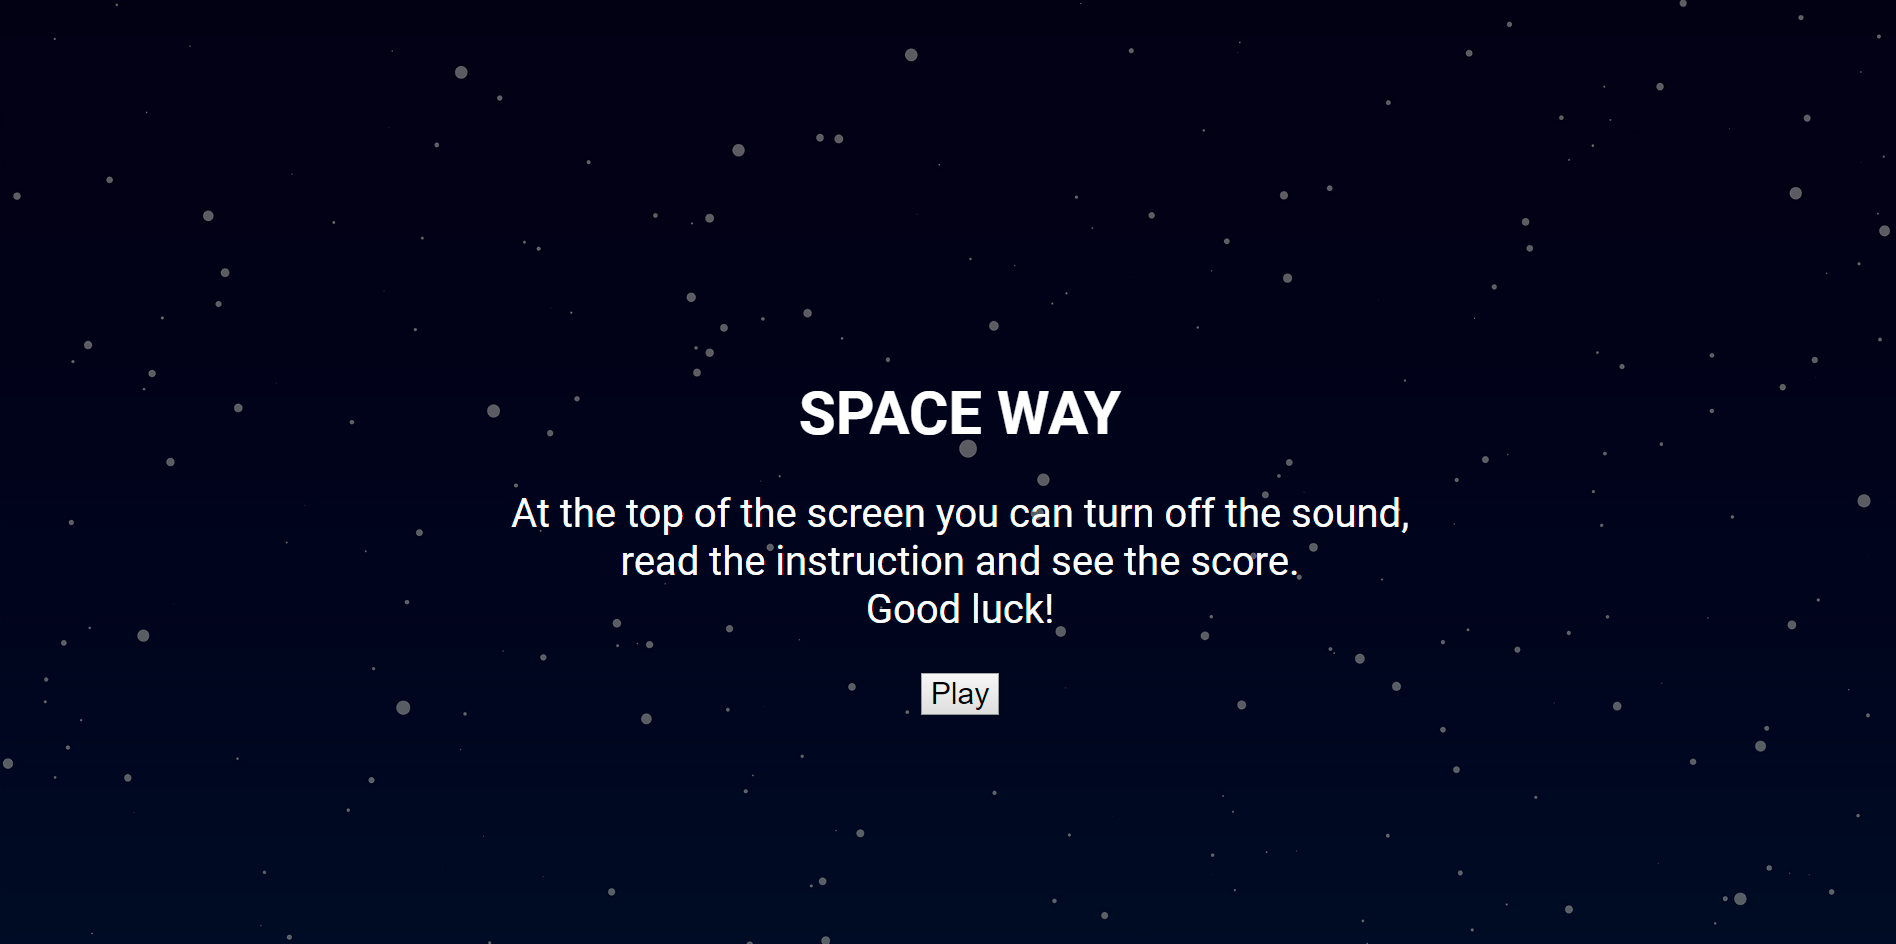 SPACE WAY
At the top of the screen you can turn off the sound,
read the instruction and see the score.
Good luck!
Play